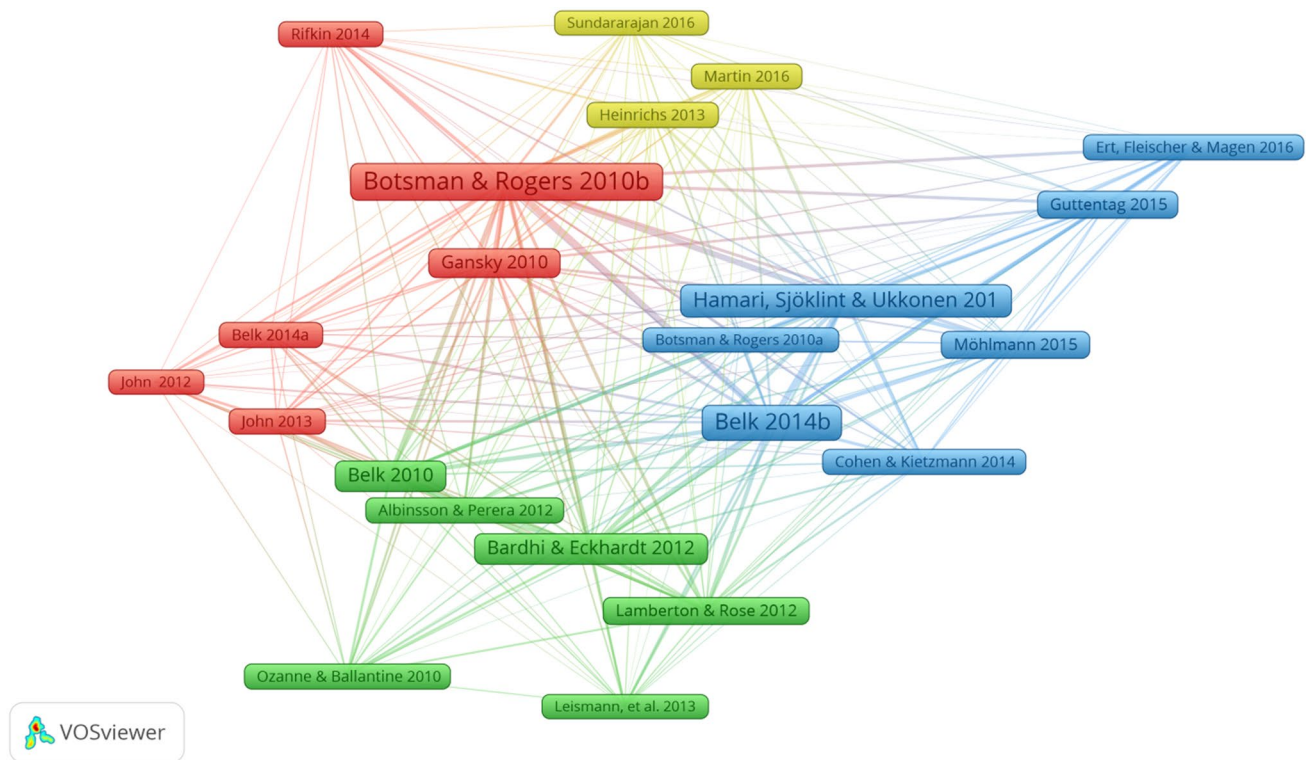 Sundararajan 2016
Rifkin 2014
Martin 2016
Heinrichs 2013
Ert, Fleischer & Magen 2016
Botsman & Rogers 2010b
Guttentag 2015
Gansky 2010
Hamari, Sjöklint & Ukkonen 201
Belk 2014a
Botsman & Rogers 2010a
Möhlmann 2015
John  2012
John 2013
Belk 2014b
Cohen & Kietzmann 2014
Belk 2010
Albinsson & Perera 2012
Bardhi & Eckhardt 2012
Lamberton & Rose 2012
Ozanne & Ballantine 2010
Leismann, et al. 2013
VOSviewer